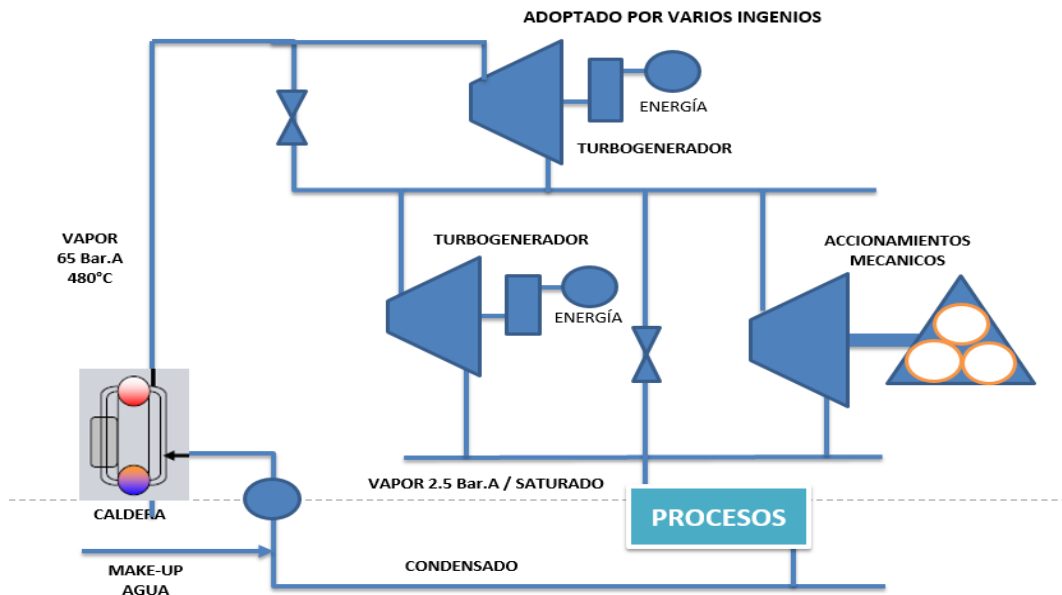 ADOPTADO POR VARIOS INGENIOS
ENERGÍA
TURBOGENERADOR
VAPOR
65 Bar.A
480°C
TURBOGENERADOR
ENERGÍA
ACCIONAMIENTOS
MECANICOS
VAPOR 2.5 Bar.A / SATURADO
CALDERA
PROCESOS
MAKE-UP
AGUA
CONDENSADO